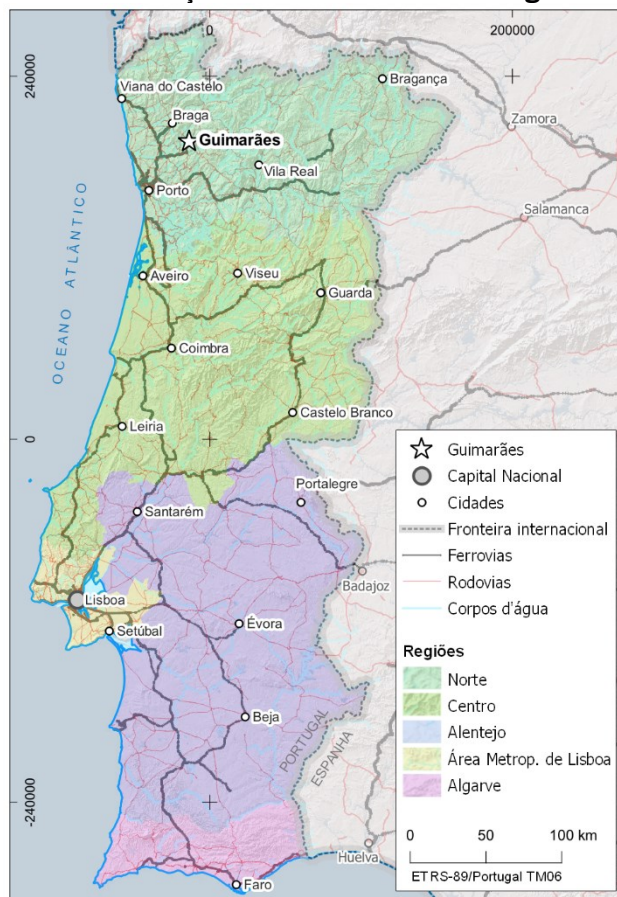 0
200000
240000
0
-240000
Viana do Castelo
Bragança
Braga
Guimarães
Zamora
Vila Real
Porto
Salamanca
OCEANO ATLÂNTICO
Aveiro
Viseu
Guarda
Coimbra
Castelo Branco
Leiria
Portalegre
Santarém
Badajoz
Lisboa
Setúbal
Évora
Beja
PORTUGAL
ESPANHA
Huelva
Faro
Guimarães
Capital Nacional
Cidades
Fronteira internacional
Ferrovias
Rodovias
Corpos d'água
Regiões
Norte
Centro
Alentejo
Área Metrop. de Lisboa
Algarve
0 50 100 km
ETRS-89/Portugal TM06